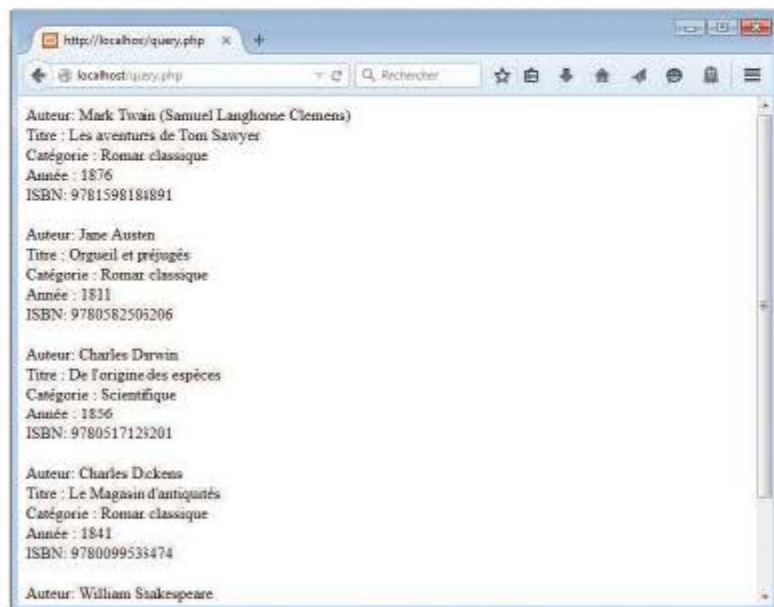 http://localhost/query.php
localhost/query.php
Rechercher
Auteur: Mark Twain (Samuel Langhorne Clemens)
Titre : Les aventures de Tom Sawyer
Catégorie : Roman classique
Année : 1876
ISBN: 9781598184891
Auteur: Jane Austen
Titre : Orgueil et préjugés
Catégorie : Roman classique
Année : 1811
ISBN: 9780582506206
Auteur: Charles Darwin
Titre : De l'origine des espèces
Catégorie : Scientifique
Année : 1856
ISBN: 9780517123201
Auteur: Charles Dickens
Titre : Le Magasin d'antiquités
Catégorie : Roman classique
Année : 1841
ISBN: 9780099533474
Auteur: William Shakespeare